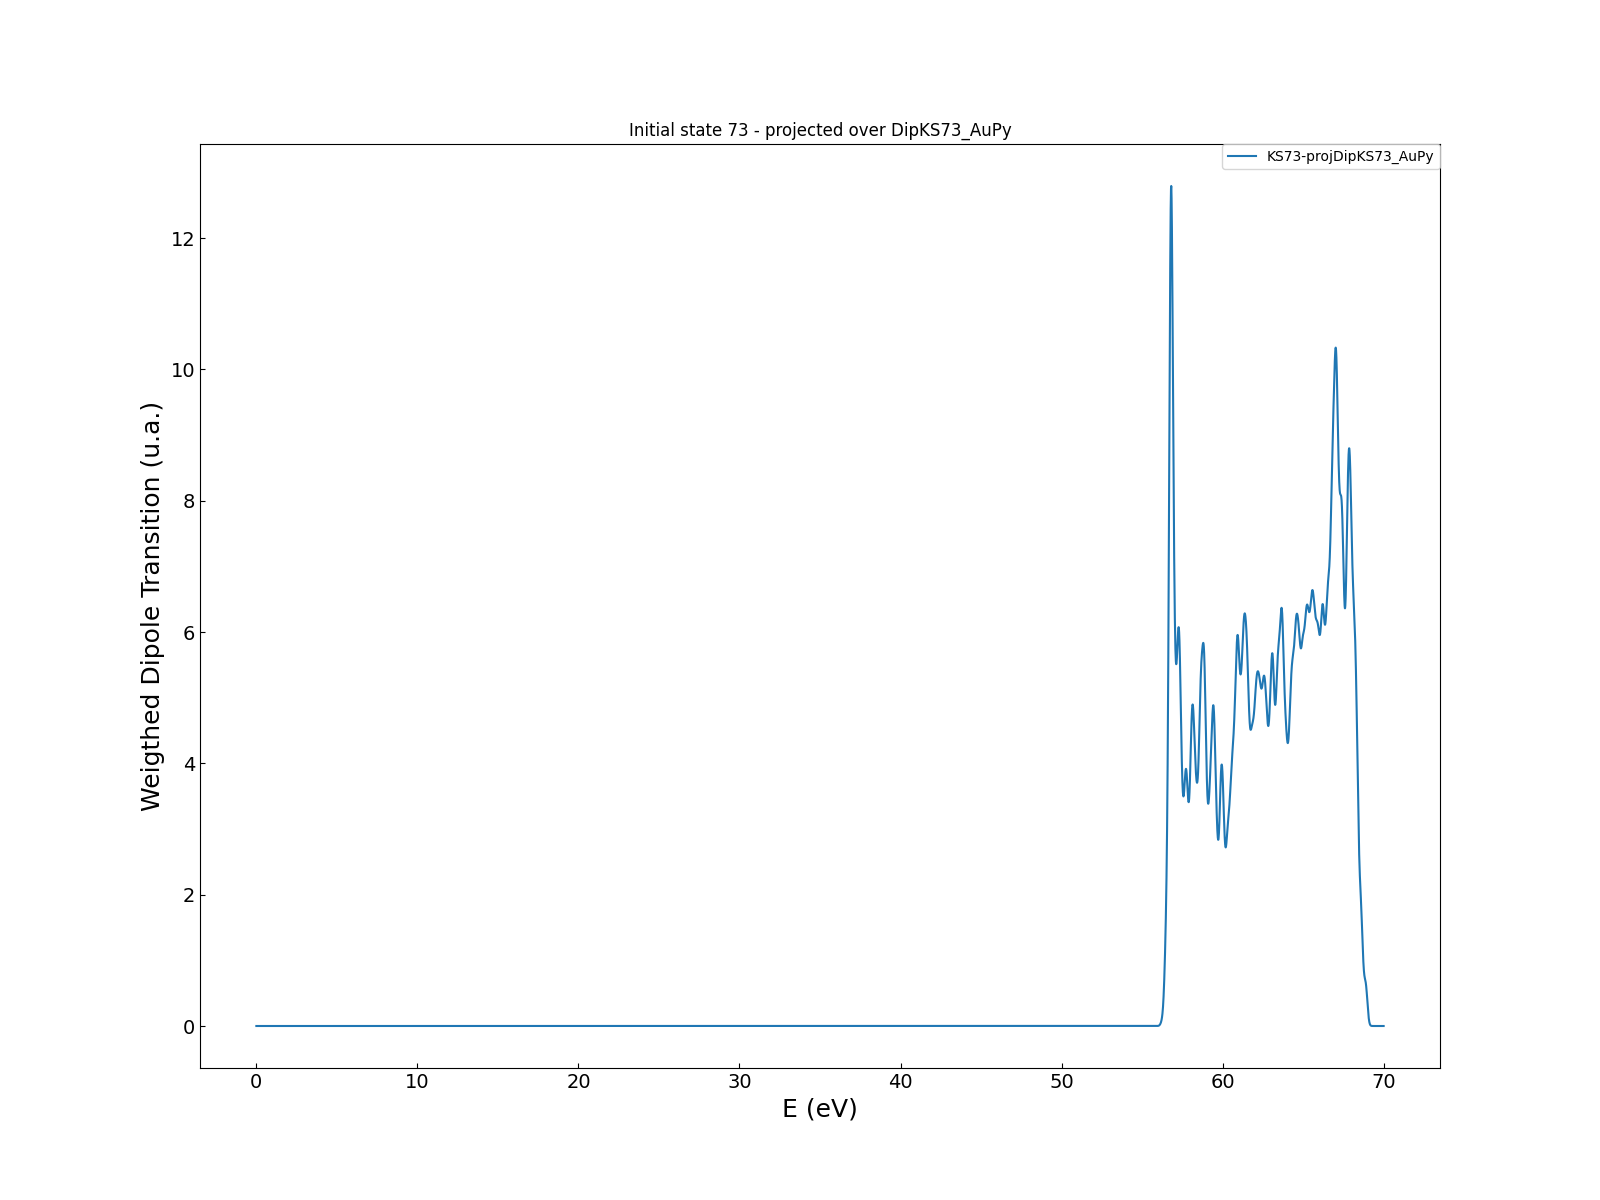 Initial state 73 - projected over DipKS73_AuPy
KS73-projDipKS73_AuPy
Weigthed Dipole Transition (u.a.)
12
10
8
6
4
2
0
0 10 20 30 40 50 60 70
E (eV)